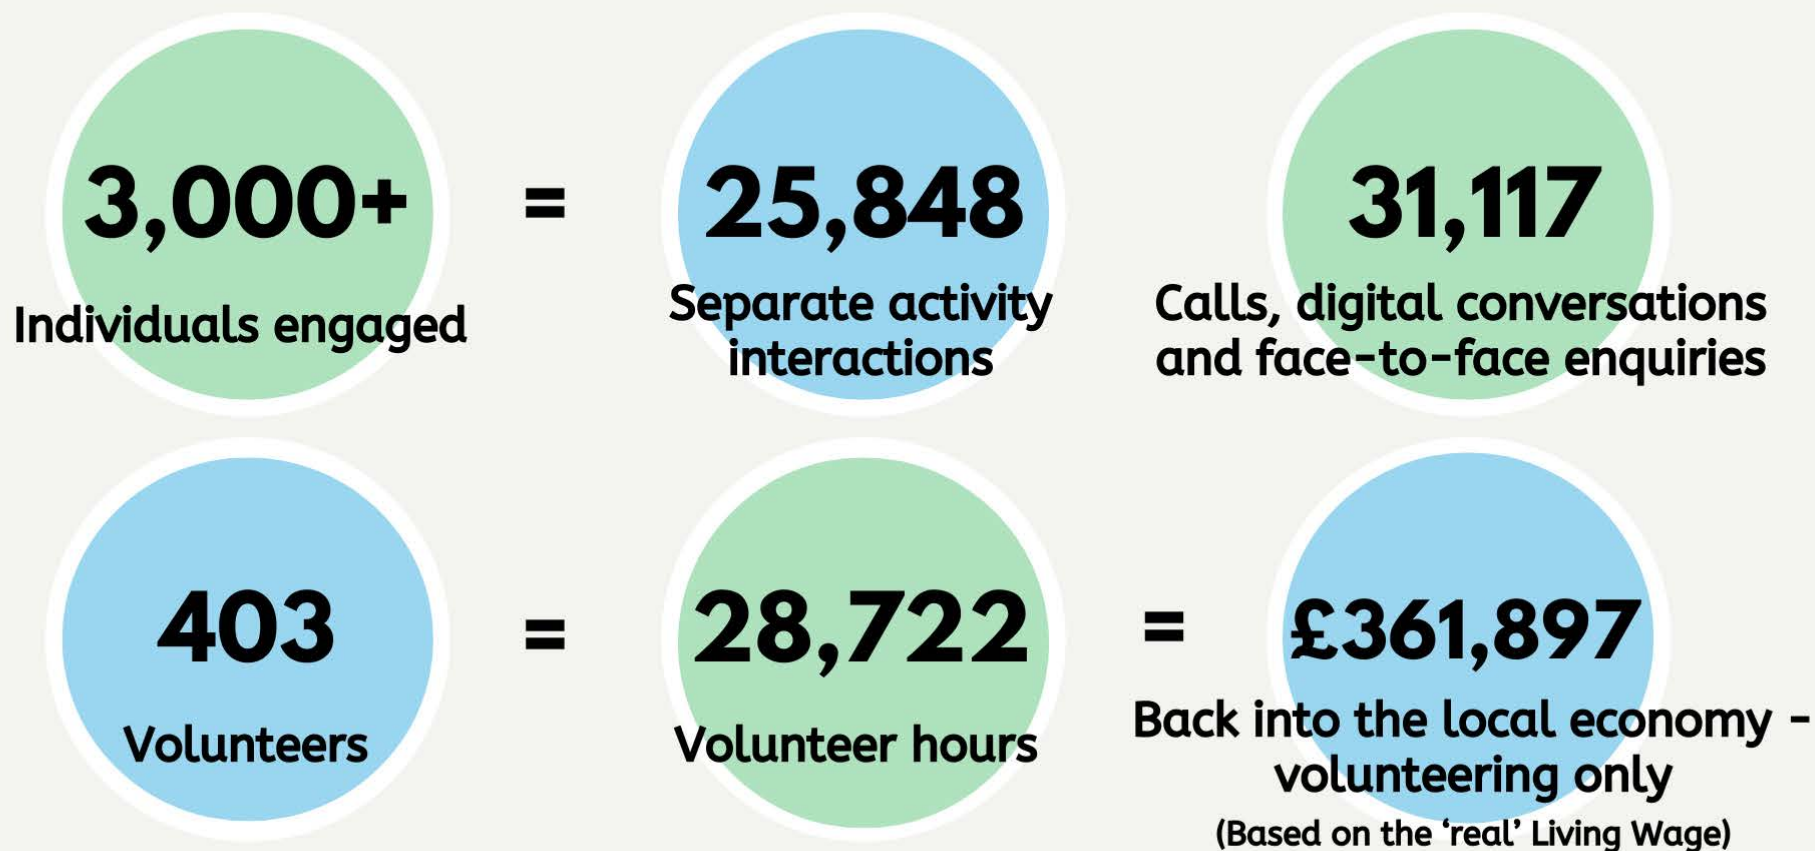 3,000+
=
25,848
31,117
Individuals engaged
Separate activity
interactions
Calls, digital conversations
and face-to-face enquiries
403
=
28,722
=
£361,897
Volunteers
Volunteer hours
Back into the local economy -
volunteering only
(Based on the ‘real’ Living Wage)